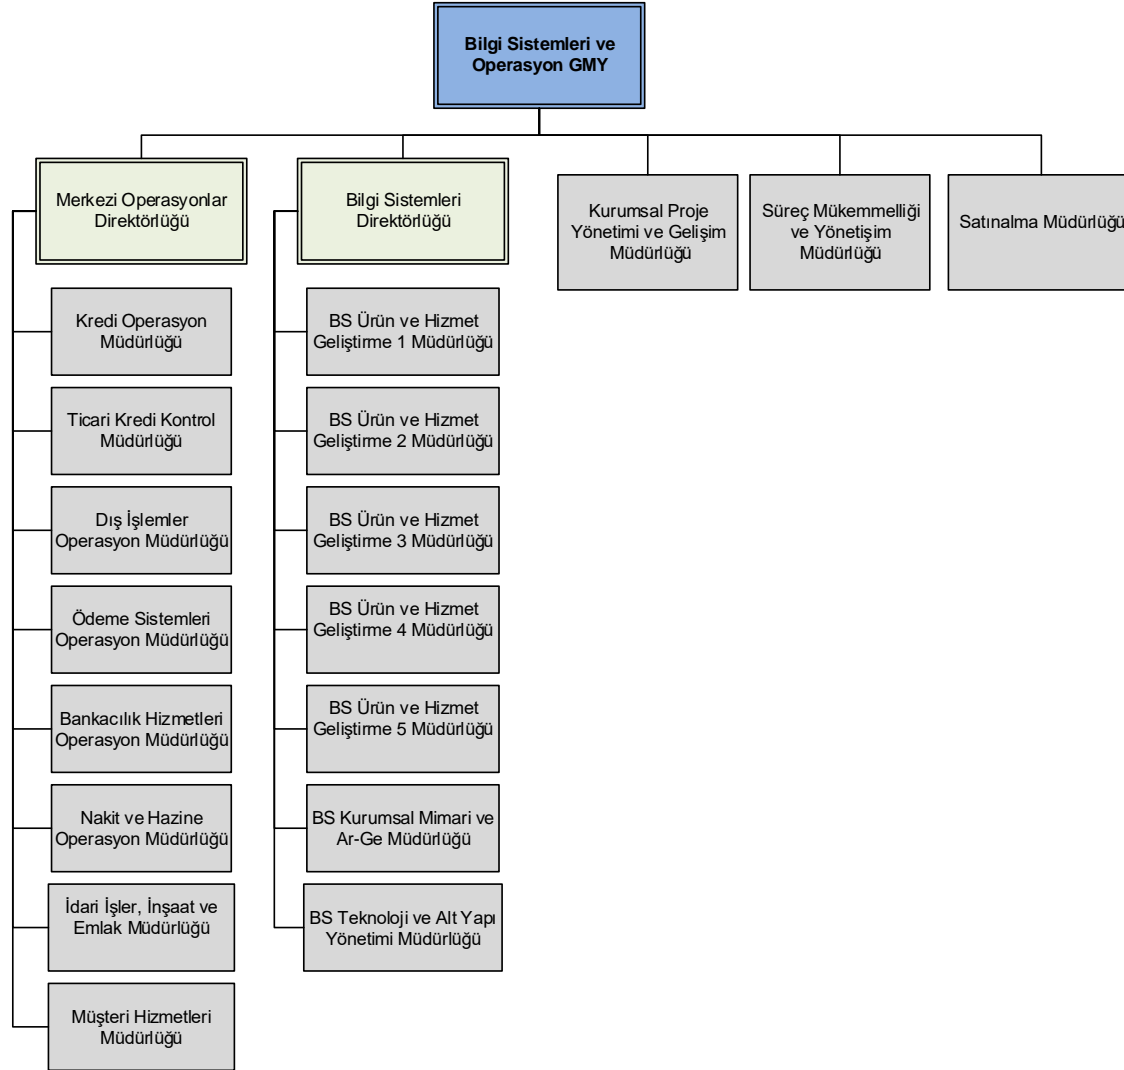 Bilgi Sistemleri ve
Operasyon GMY
Merkezi Operasyonlar
Direktörlüğü
Bilgi Sistemleri
Direktörlüğü
Kurumsal Proje
Yönetimi ve Gelişim
Müdürlüğü
Süreç Mükemmelliği
ve Yönetişim
Müdürlüğü
Satınalma Müdürlüğü
Kredi Operasyon
Müdürlüğü
Ticari Kredi Kontrol
Müdürlüğü
Dış İşlemler
Operasyon Müdürlüğü
Ödeme Sistemleri
Operasyon Müdürlüğü
Bankacılık Hizmetleri
Operasyon Müdürlüğü
Nakit ve Hazine
Operasyon Müdürlüğü
İdari İşler, İnşaat ve
Emlak Müdürlüğü
Müşteri Hizmetleri
Müdürlüğü
BS Ürün ve Hizmet
Geliştirme 1 Müdürlüğü
BS Ürün ve Hizmet
Geliştirme 2 Müdürlüğü
BS Ürün ve Hizmet
Geliştirme 3 Müdürlüğü
BS Ürün ve Hizmet
Geliştirme 4 Müdürlüğü
BS Ürün ve Hizmet
Geliştirme 5 Müdürlüğü
BS Kurumsal Mimari ve
Ar-Ge Müdürlüğü
BS Teknoloji ve Alt Yapı
Yönetimi Müdürlüğü